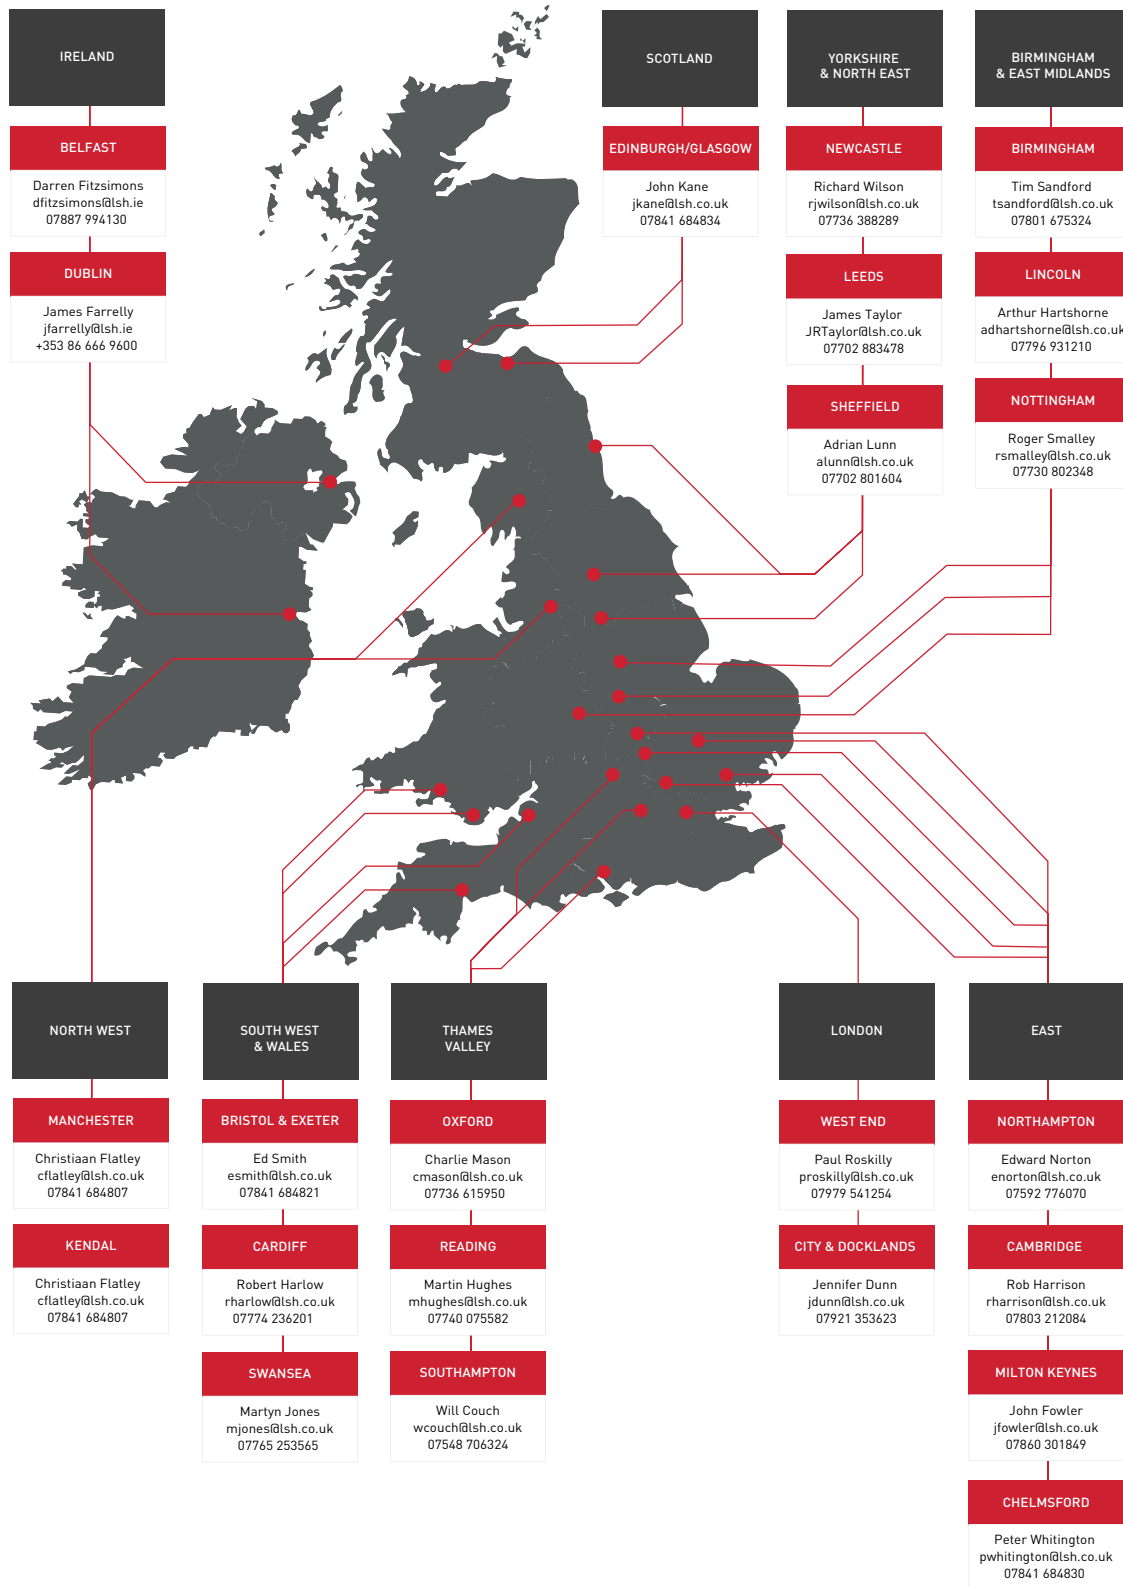 IRELAND
BELFAST
Darren Fitzsimons
dfitzsimons@lsh.ie
07887 994130
DUBLIN
James Farrelly
jfarrelly@lsh.ie
+353 86 666 9600
SCOTLAND
EDINBURGH/GLASGOW
John Kane
jkane@lsh.co.uk
07841 684834
YORKSHIRE
& NORTH EAST
NEWCASTLE
Richard Wilson
rjwilson@lsh.co.uk
07736 388289
LEEDS
James Taylor
JRTaylor@lsh.co.uk
07702 883478
SHEFFIELD
Adrian Lunn
alunn@lsh.co.uk
07702 801604
BIRMINGHAM
& EAST MIDLANDS
BIRMINGHAM
Tim Sandford
tsandford@lsh.co.uk
07801 675324
LINCOLN
Arthur Hartshorne
adhartshorne@lsh.co.uk
07796 931210
NOTTINGHAM
Roger Smalley
rsmalley@lsh.co.uk
07730 802348
NORTH WEST
MANCHESTER
Christiaan Flatley
cflatley@lsh.co.uk
07841 684807
KENDAL
Christiaan Flatley
cflatley@lsh.co.uk
07841 684807
SOUTH WEST
& WALES
BRISTOL & EXETER
Ed Smith
esmith@lsh.co.uk
07841 684821
CARDIFF
Robert Harlow
rharlow@lsh.co.uk
07774 236201
SWANSEA
Martyn Jones
mjones@lsh.co.uk
07765 253565
THAMES
VALLEY
OXFORD
Charlie Mason
cmason@lsh.co.uk
07736 615950
READING
Martin Hughes
mhughes@lsh.co.uk
07740 075582
SOUTHAMPTON
Will Couch
wcouch@lsh.co.uk
07548 706324
LONDON
WEST END
Paul Roskilly
proskilly@lsh.co.uk
07979 541254
CITY & DOCKLANDS
Jennifer Dunn
jdunn@lsh.co.uk
07921 353623
EAST
NORTHAMPTON
Edward Norton
enorton@lsh.co.uk
07592 776070
CAMBRIDGE
Rob Harrison
rharrison@lsh.co.uk
07803 212084
MILTON KEYNES
John Fowler
jfowler@lsh.co.uk
07860 301849
CHELMSFORD
Peter Whitington
pwhitington@lsh.co.uk
07841 684830